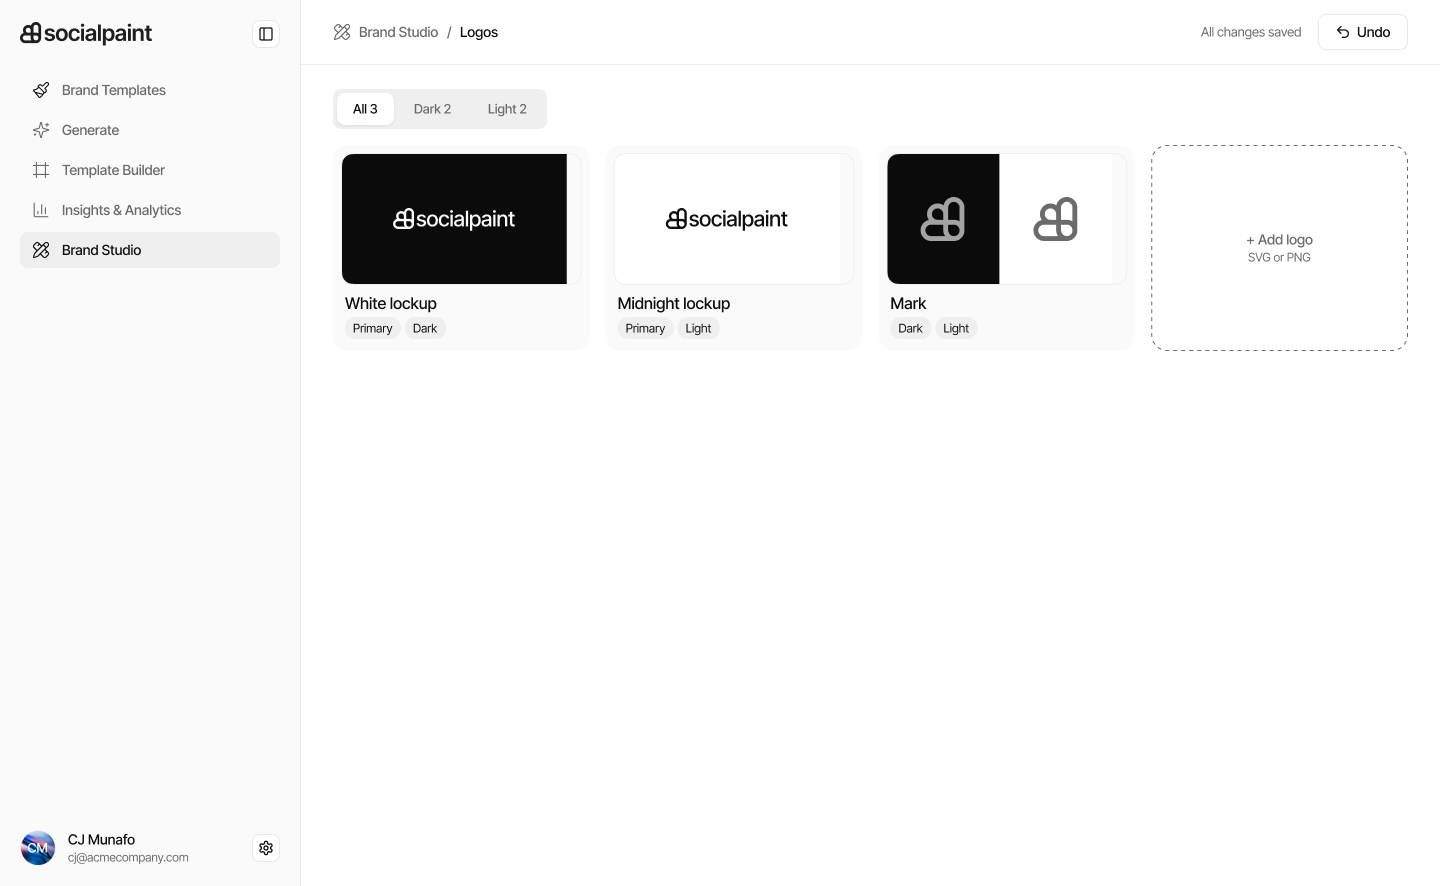 socialpaint
Brand Templates
Generate
Template Builder
Insights & Analytics
Brand Studio
CJ Munafo
cj@acmecompany.com
CM
Brand Studio / Logos
All changes saved
Undo
All 3
Dark 2
Light 2
socialpaint
White lockup
Primary
Dark
socialpaint
Midnight lockup
Primary
Light
Mark
Dark
Light
+ Add logo
SVG or PNG